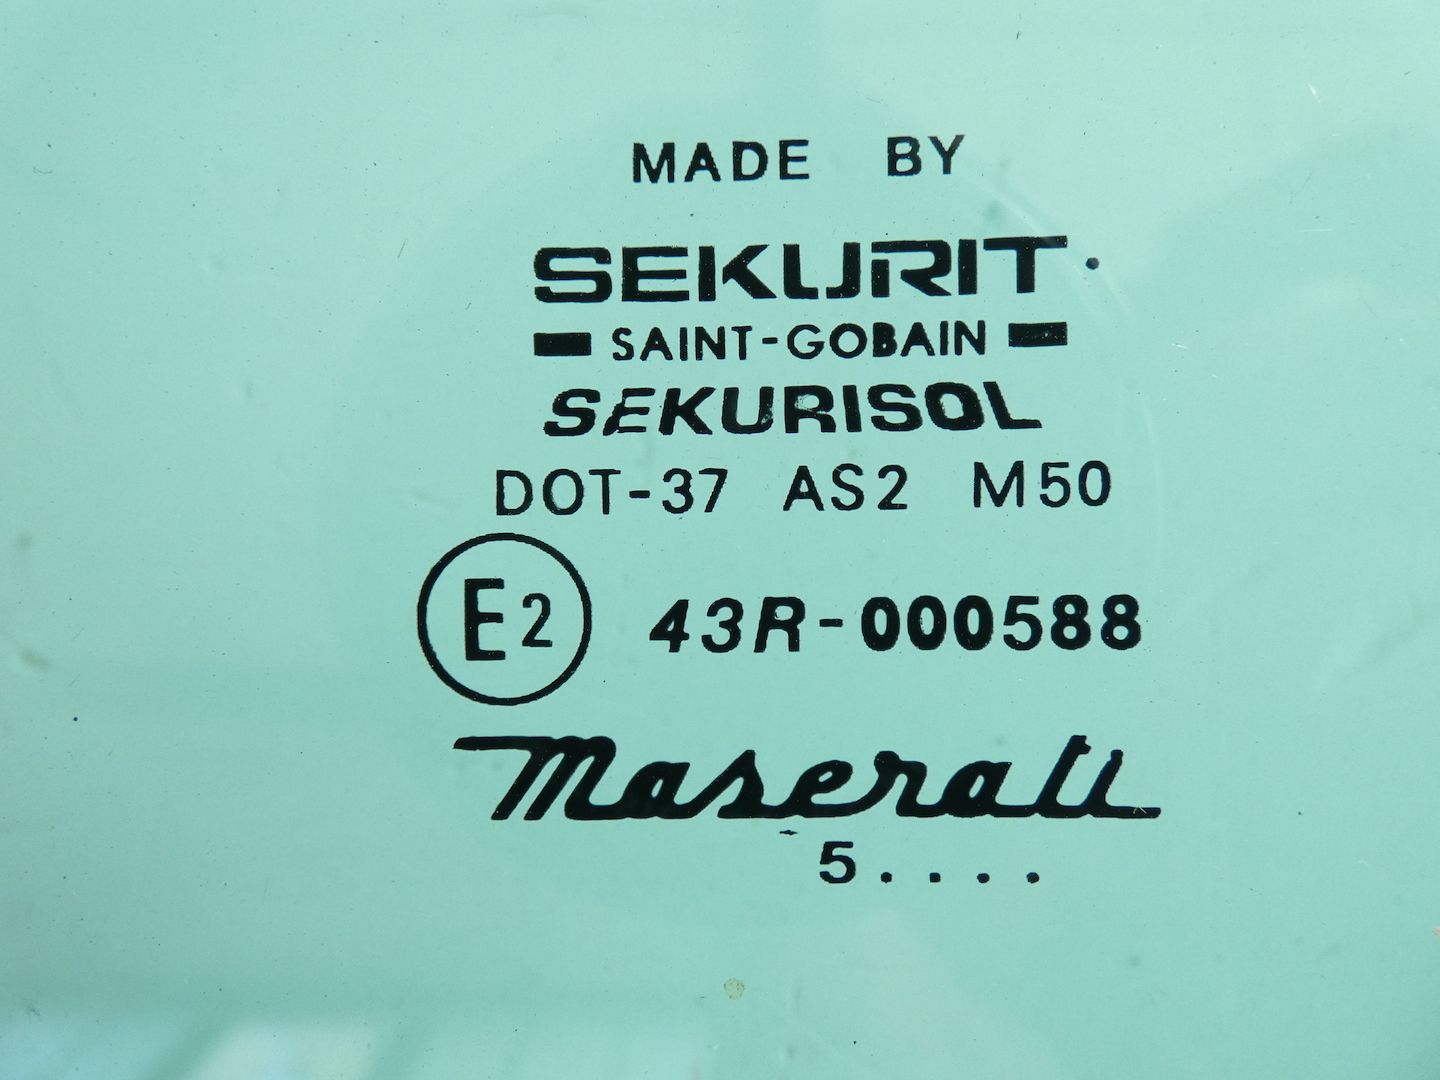 MADE BY
SEKURIT
SAINT-GOBAIN
SEKURISOL
DOT-37 AS2 M50
E2 43R-000588
Maserati
5....